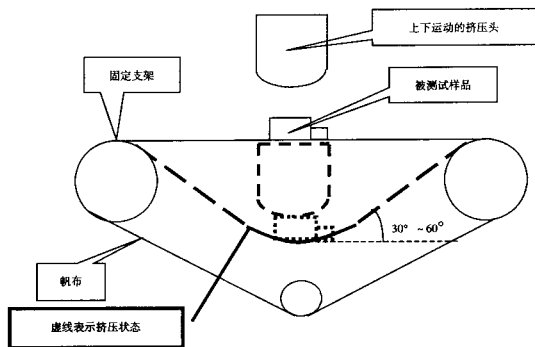 上下运动的挤压头
固定支架
被测试样品
30° ~60°
帆布
虚线表示挤压状态